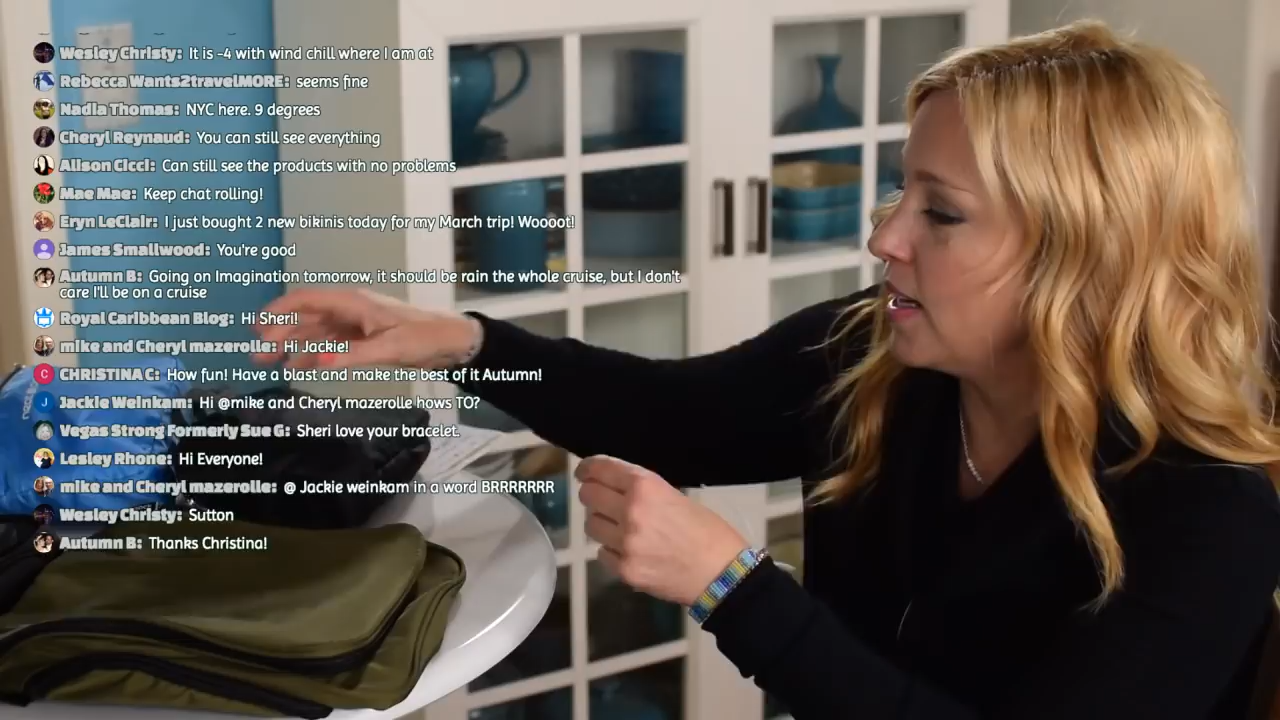 Wesley Christy: It is -4 with wind chill where I am at
Rebecca Wants2travelMORE: seems fine
Nadia Thomas: NYC here. 9 degrees
Cheryl Reynaud: You can still see everything
Alison Cicci: Can still see the products with no problems
Mae Mae: Keep chat rolling!
Eryn LeClair: I just bought 2 new bikinis today for my March trip! Woooot!
James Smallwood: You're good
Autumn B: Going on Imagination tomorrow, it should be rain the whole cruise, but I don't
care I'll be on a cruise
Royal Caribbean Blog: Hi Sheri!
mike and Cheryl mazerolle: Hi Jackie!
CHRISTINA C: How fun! Have a blast and make the best of it Autumn!
Jackie Weinkam: Hi @mike and Cheryl mazerolle hows TO?
Vegas Strong Formerly Sue G: Sheri love your bracelet.
Lesley Rhone: Hi Everyone!
mike and Cheryl mazerolle: @ Jackie weinkam in a word BRRRRRRR
Wesley Christy: Sutton
Autumn B: Thanks Christina!